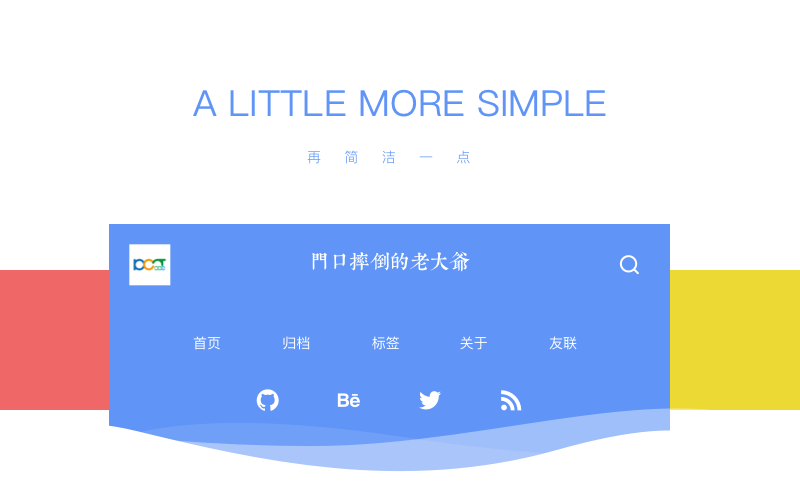 A LITTLE MORE SIMPLE
再 简 洁 一 点
門口摔倒的老大爺
首页 归档 标签 关于 友联
Bē